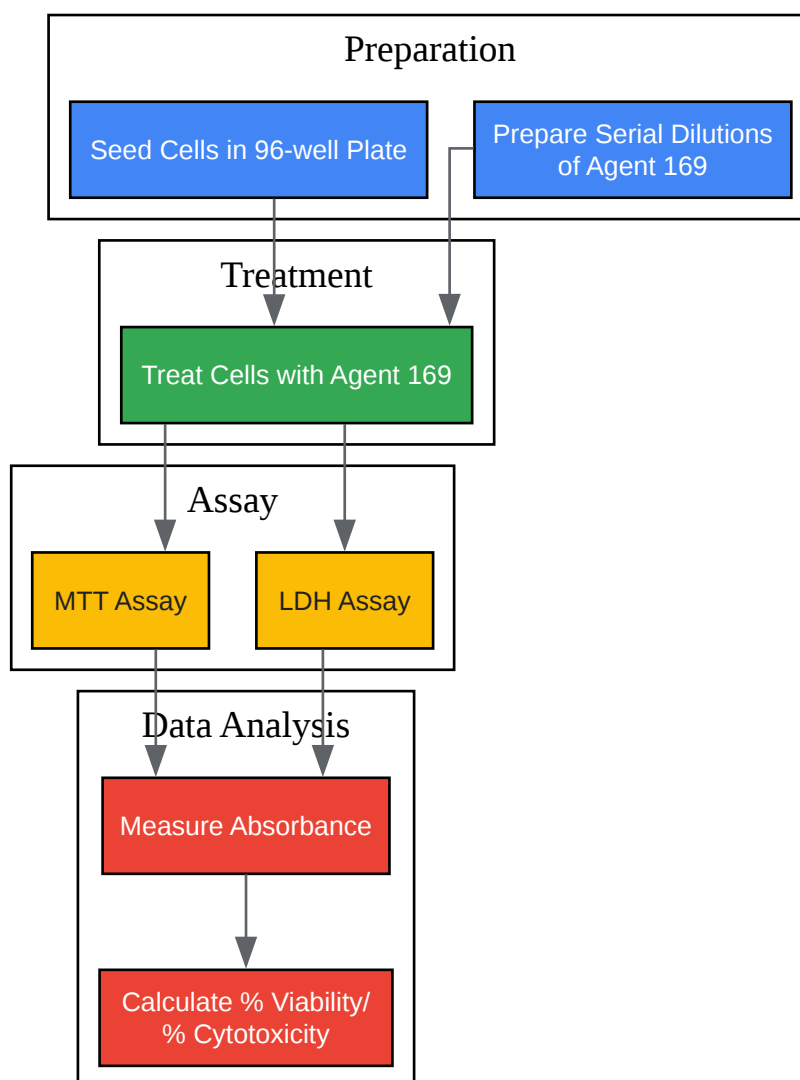 Preparation
Seed Cells in 96-well Plate
Prepare Serial Dilutions
of Agent 169
Treatment
Treat Cells with Agent 169
Assay
MTT Assay
LDH Assay
Data Analysis
Measure Absorbance
Calculate % Viability/
% Cytotoxicity